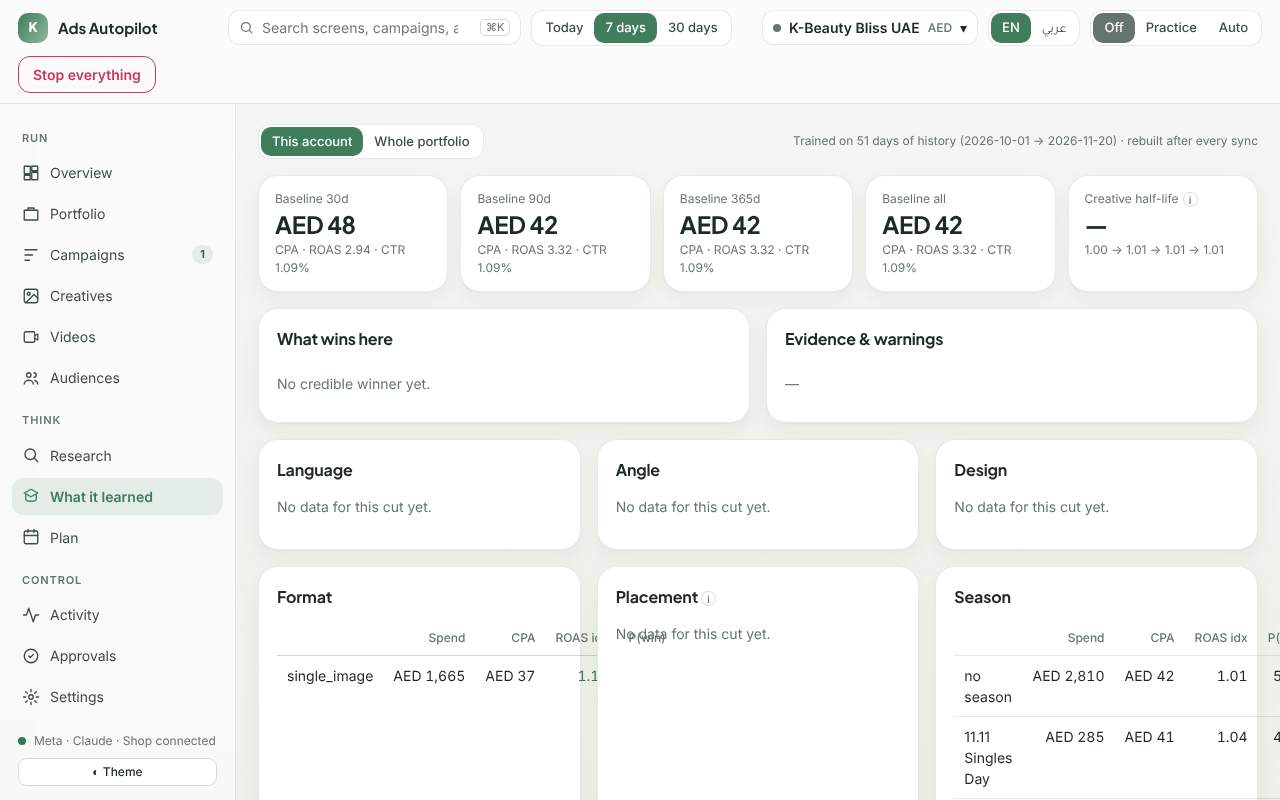 K Ads Autopilot
Search screens, campaigns, a ⌘K
Today 7 days 30 days
K-Beauty Bliss UAE AED ▾
EN عربي
Off Practice Auto
Stop everything
RUN
Overview
Portfolio
Campaigns 1
Creatives
Videos
Audiences
THINK
Research
What it learned
Plan
CONTROL
Activity
Approvals
Settings
Meta · Claude · Shop connected
Theme
This account Whole portfolio
Trained on 51 days of history (2026-10-01 → 2026-11-20) · rebuilt after every sync
Baseline 30d
AED 48
CPA · ROAS 2.94 · CTR
1.09%
Baseline 90d
AED 42
CPA · ROAS 3.32 · CTR
1.09%
Baseline 365d
AED 42
CPA · ROAS 3.32 · CTR
1.09%
Baseline all
AED 42
CPA · ROAS 3.32 · CTR
1.09%
Creative half-life i
—
1.00 → 1.01 → 1.01 → 1.01
What wins here
No credible winner yet.
Evidence & warnings
—
Language
No data for this cut yet.
Angle
No data for this cut yet.
Design
No data for this cut yet.
Format
Spend CPA ROAS P(win)
single_image AED 1,665 AED 37 1.1
Placement i
No data for this cut yet.
Season
Spend CPA ROAS idx P(
no AED 2,810 AED 42 1.01 5
season
11.11 AED 285 AED 41 1.04 4
Singles
Day